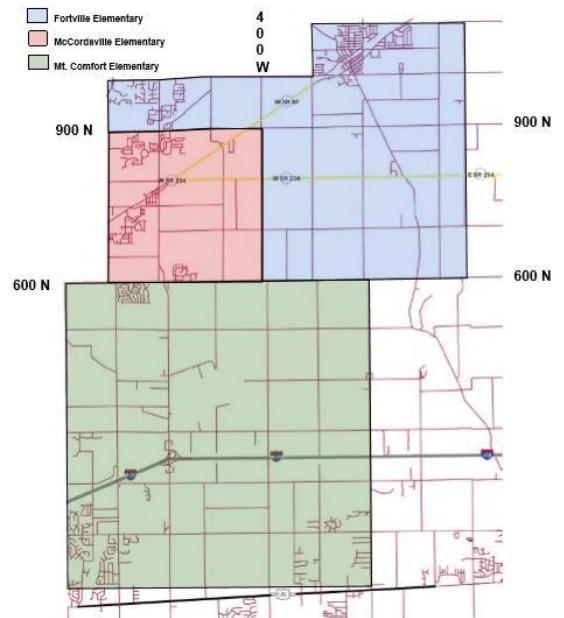 Fortville Elementary
McCordsville Elementary
Mt. Comfort Elementary
4
0
0
W
900 N
900 N
W SR 234
W SR 234
E SR 234
600 N
600 N